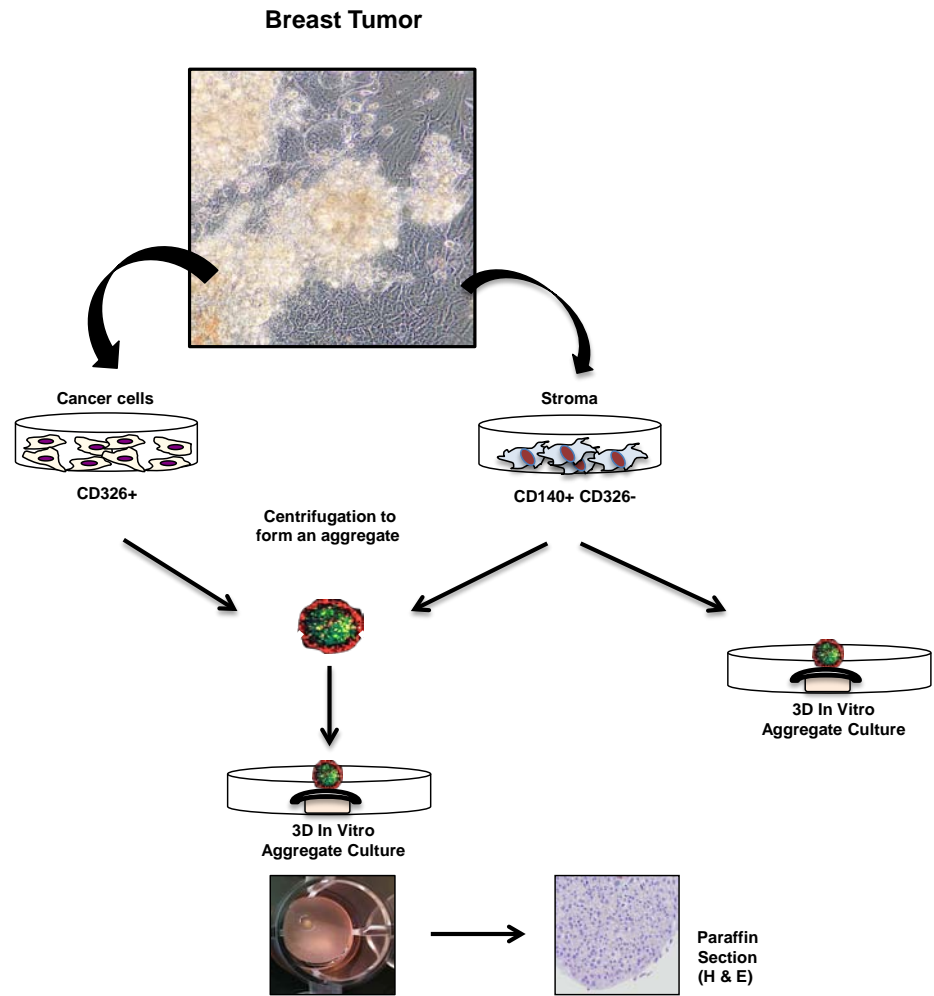 Breast Tumor
Cancer cells
Stroma
CD326+
CD140+ CD326-
Centrifugation to
form an aggregate
3D In Vitro
Aggregate Culture
3D In Vitro
Aggregate Culture
Paraffin
Section
(H & E)